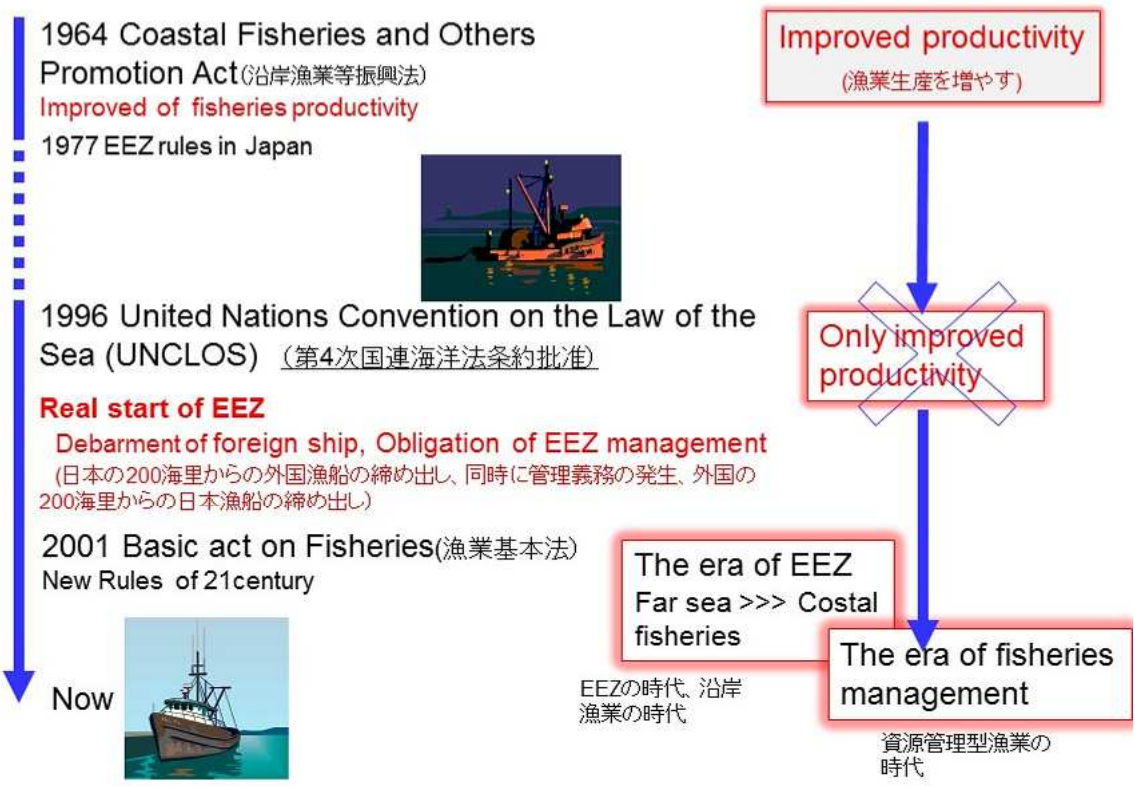 1964 Coastal Fisheries and Others
Promotion Act(沿岸漁業等振興法)
Improved of fisheries productivity
1977 EEZ rules in Japan
1996 United Nations Convention on the Law of the
Sea (UNCLOS) (第4次国連海洋法条約批准)
Real start of EEZ
Debarment of foreign ship, Obligation of EEZ management
(日本の200海里からの外国漁船の締め出し、同時に管理義務の発生、外国の
200海里からの日本漁船の締め出し)
2001 Basic act on Fisheries(漁業基本法)
New Rules of 21century
Now
Improved productivity
(漁業生産を増やす)
Only improved
productivity
The era of EEZ
Far sea >>> Costal
fisheries
EEZの時代、沿岸
漁業の時代
The era of fisheries
management
資源管理型漁業の
時代